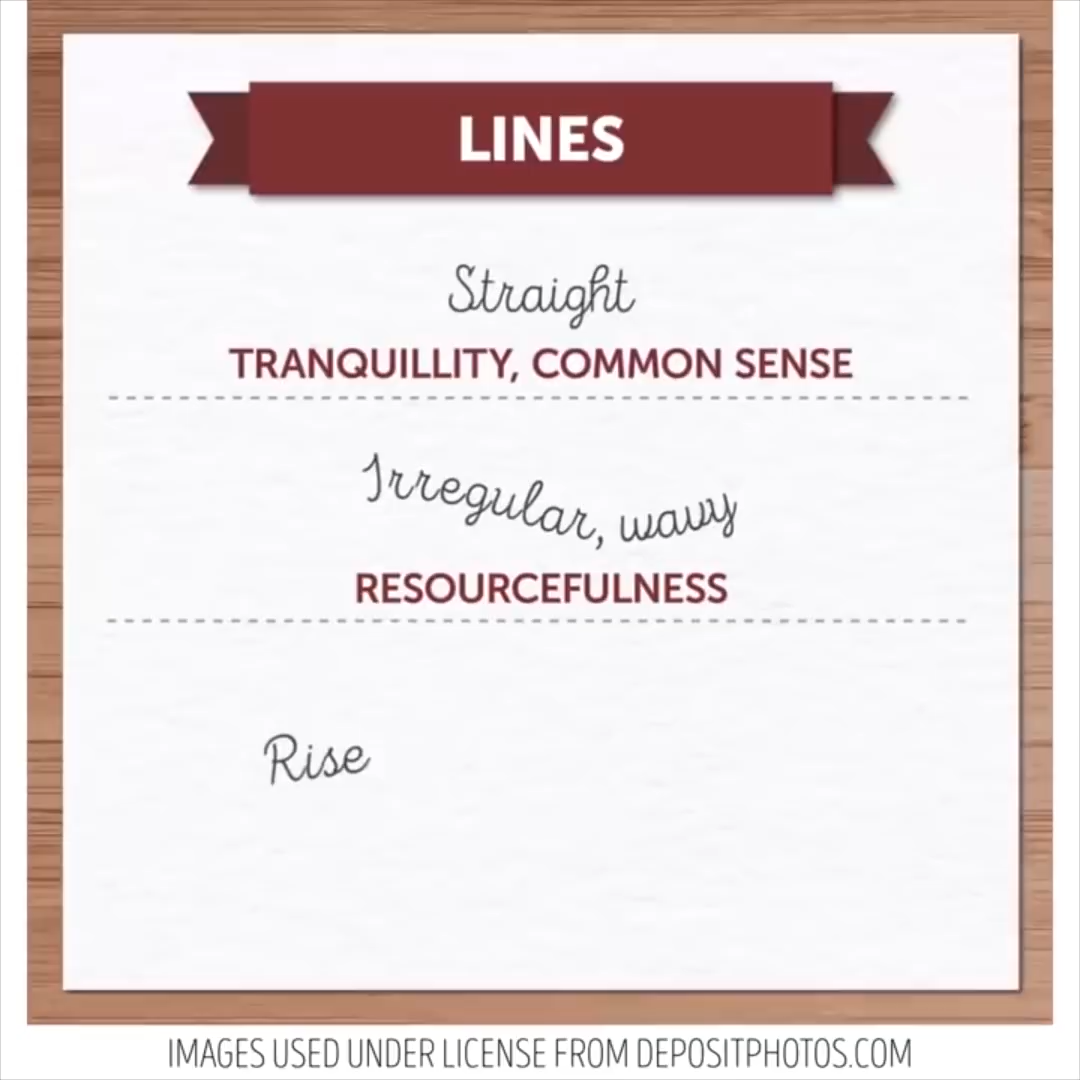 LINES
Straight
TRANQUILLITY, COMMON SENSE
Irregular, wavy
RESOURCEFULNESS
Rise
IMAGES USED UNDER LICENSE FROM DEPOSITPHOTOS.COM